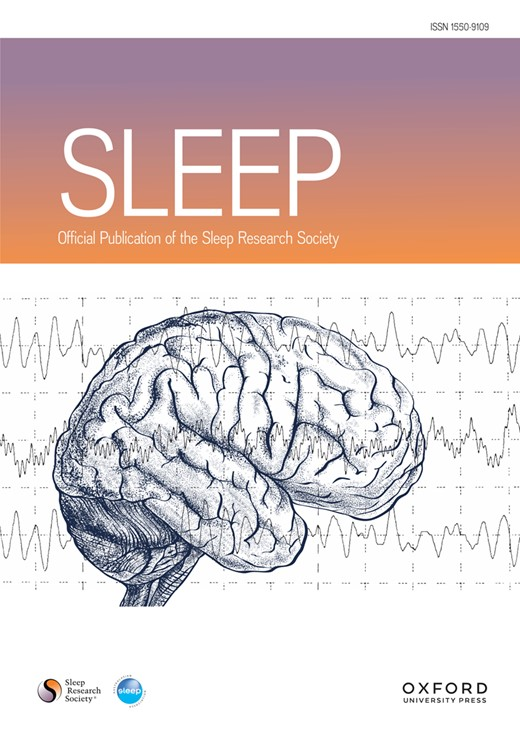 ISSN 1550-9109
SLEEP
Official Publication of the Sleep Research Society
Sleep
Research
Society
sleep
OXFORD
UNIVERSITY PRESS